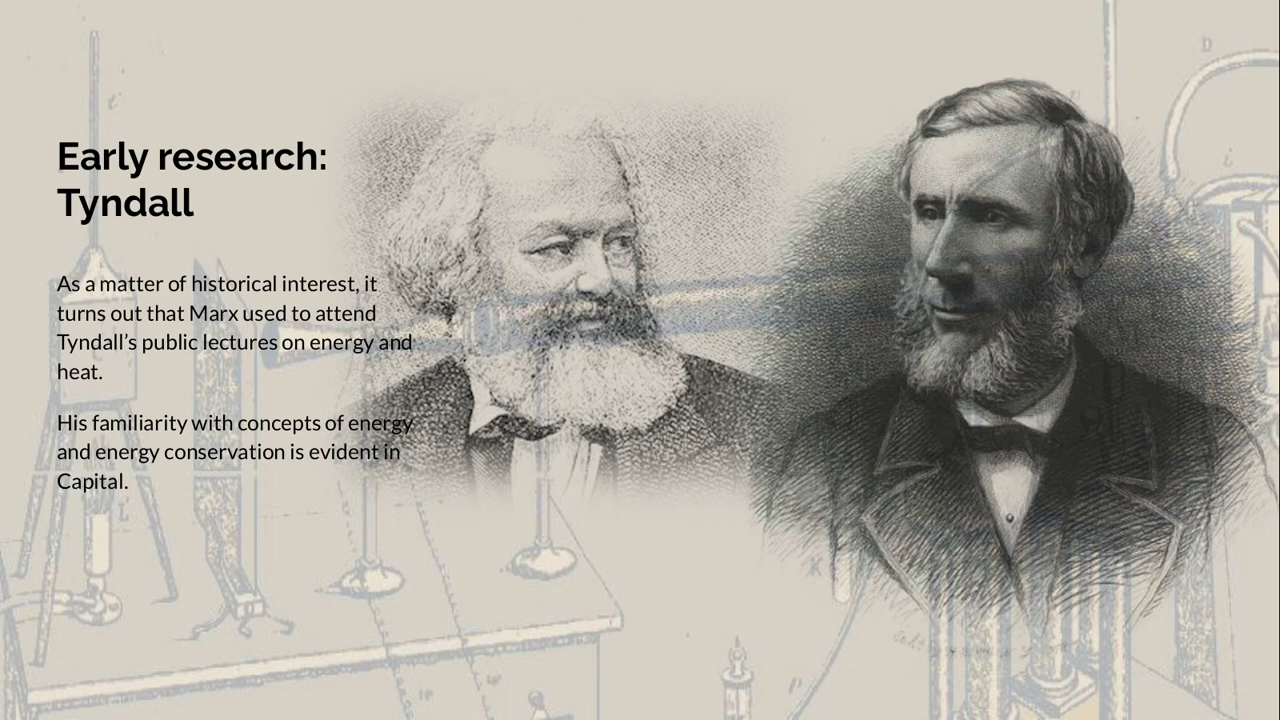 Early research:
Tyndall
As a matter of historical interest, it
turns out that Marx used to attend
Tyndall’s public lectures on energy and
heat.
His familiarity with concepts of energy
and energy conservation is evident in
Capital.
t
D
i
L
K
p
w
w